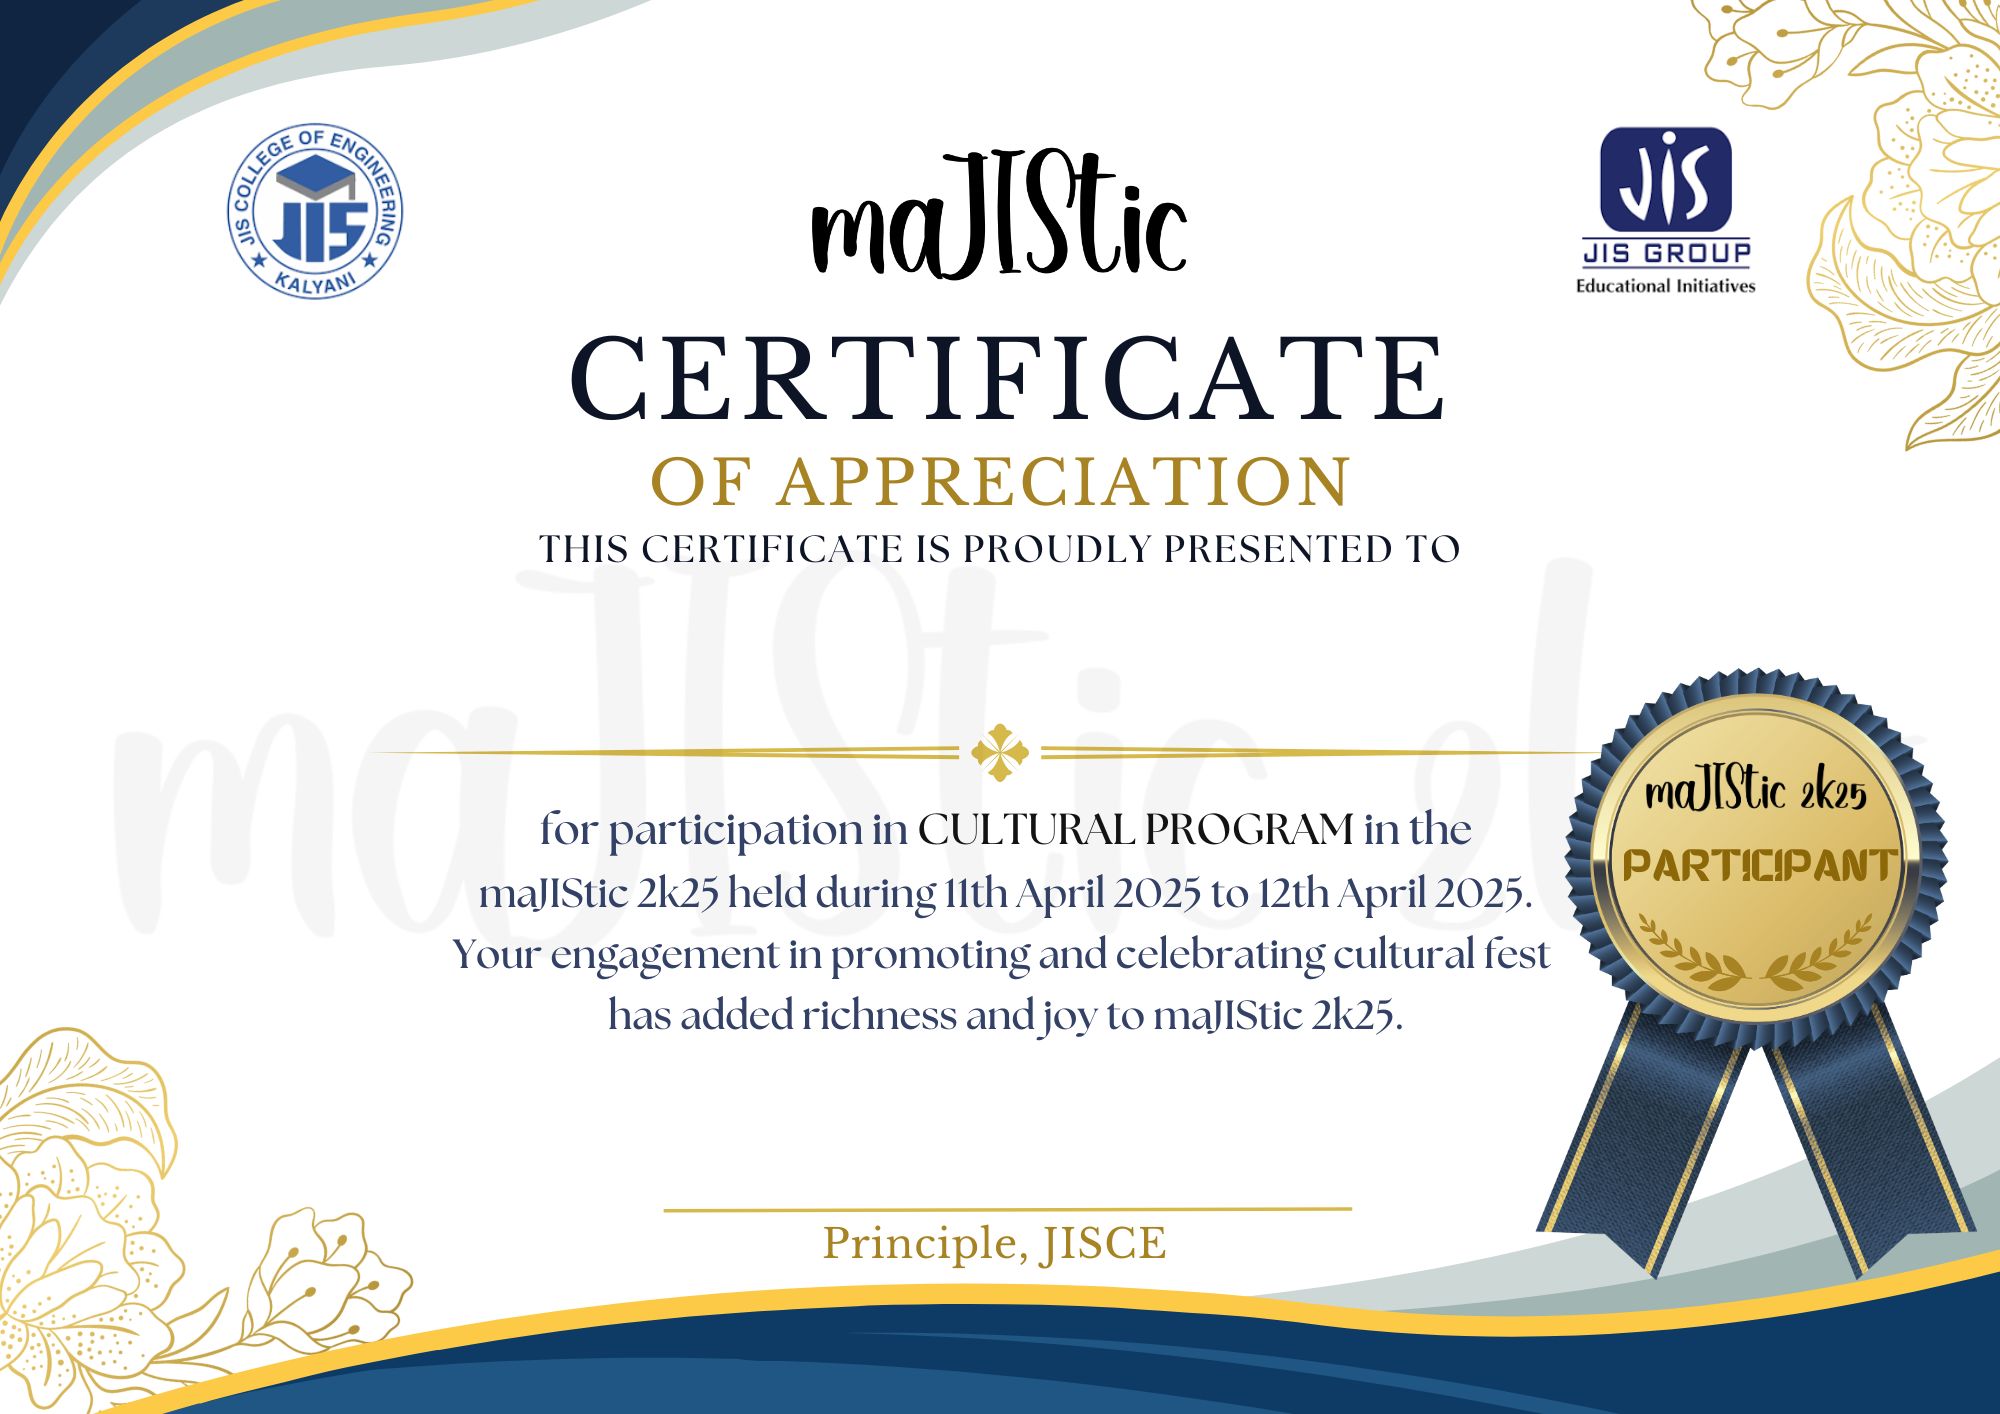 JIS COLLEGE OF ENGINEERING
JIS
KALYANI
maJIStic
JIS
JIS GROUP
Educational Initiatives
CERTIFICATE
OF APPRECIATION
THIS CERTIFICATE IS PROUDLY PRESENTED TO
maJIStic 2k
maJIStic 2k25
PARTICIPANT
for participation in CULTURAL PROGRAM in the
maJIStic 2k25 held during 11th April 2025 to 12th April 2025.
Your engagement in promoting and celebrating cultural fest
has added richness and joy to maJIStic 2k25.
Principle, JISCE